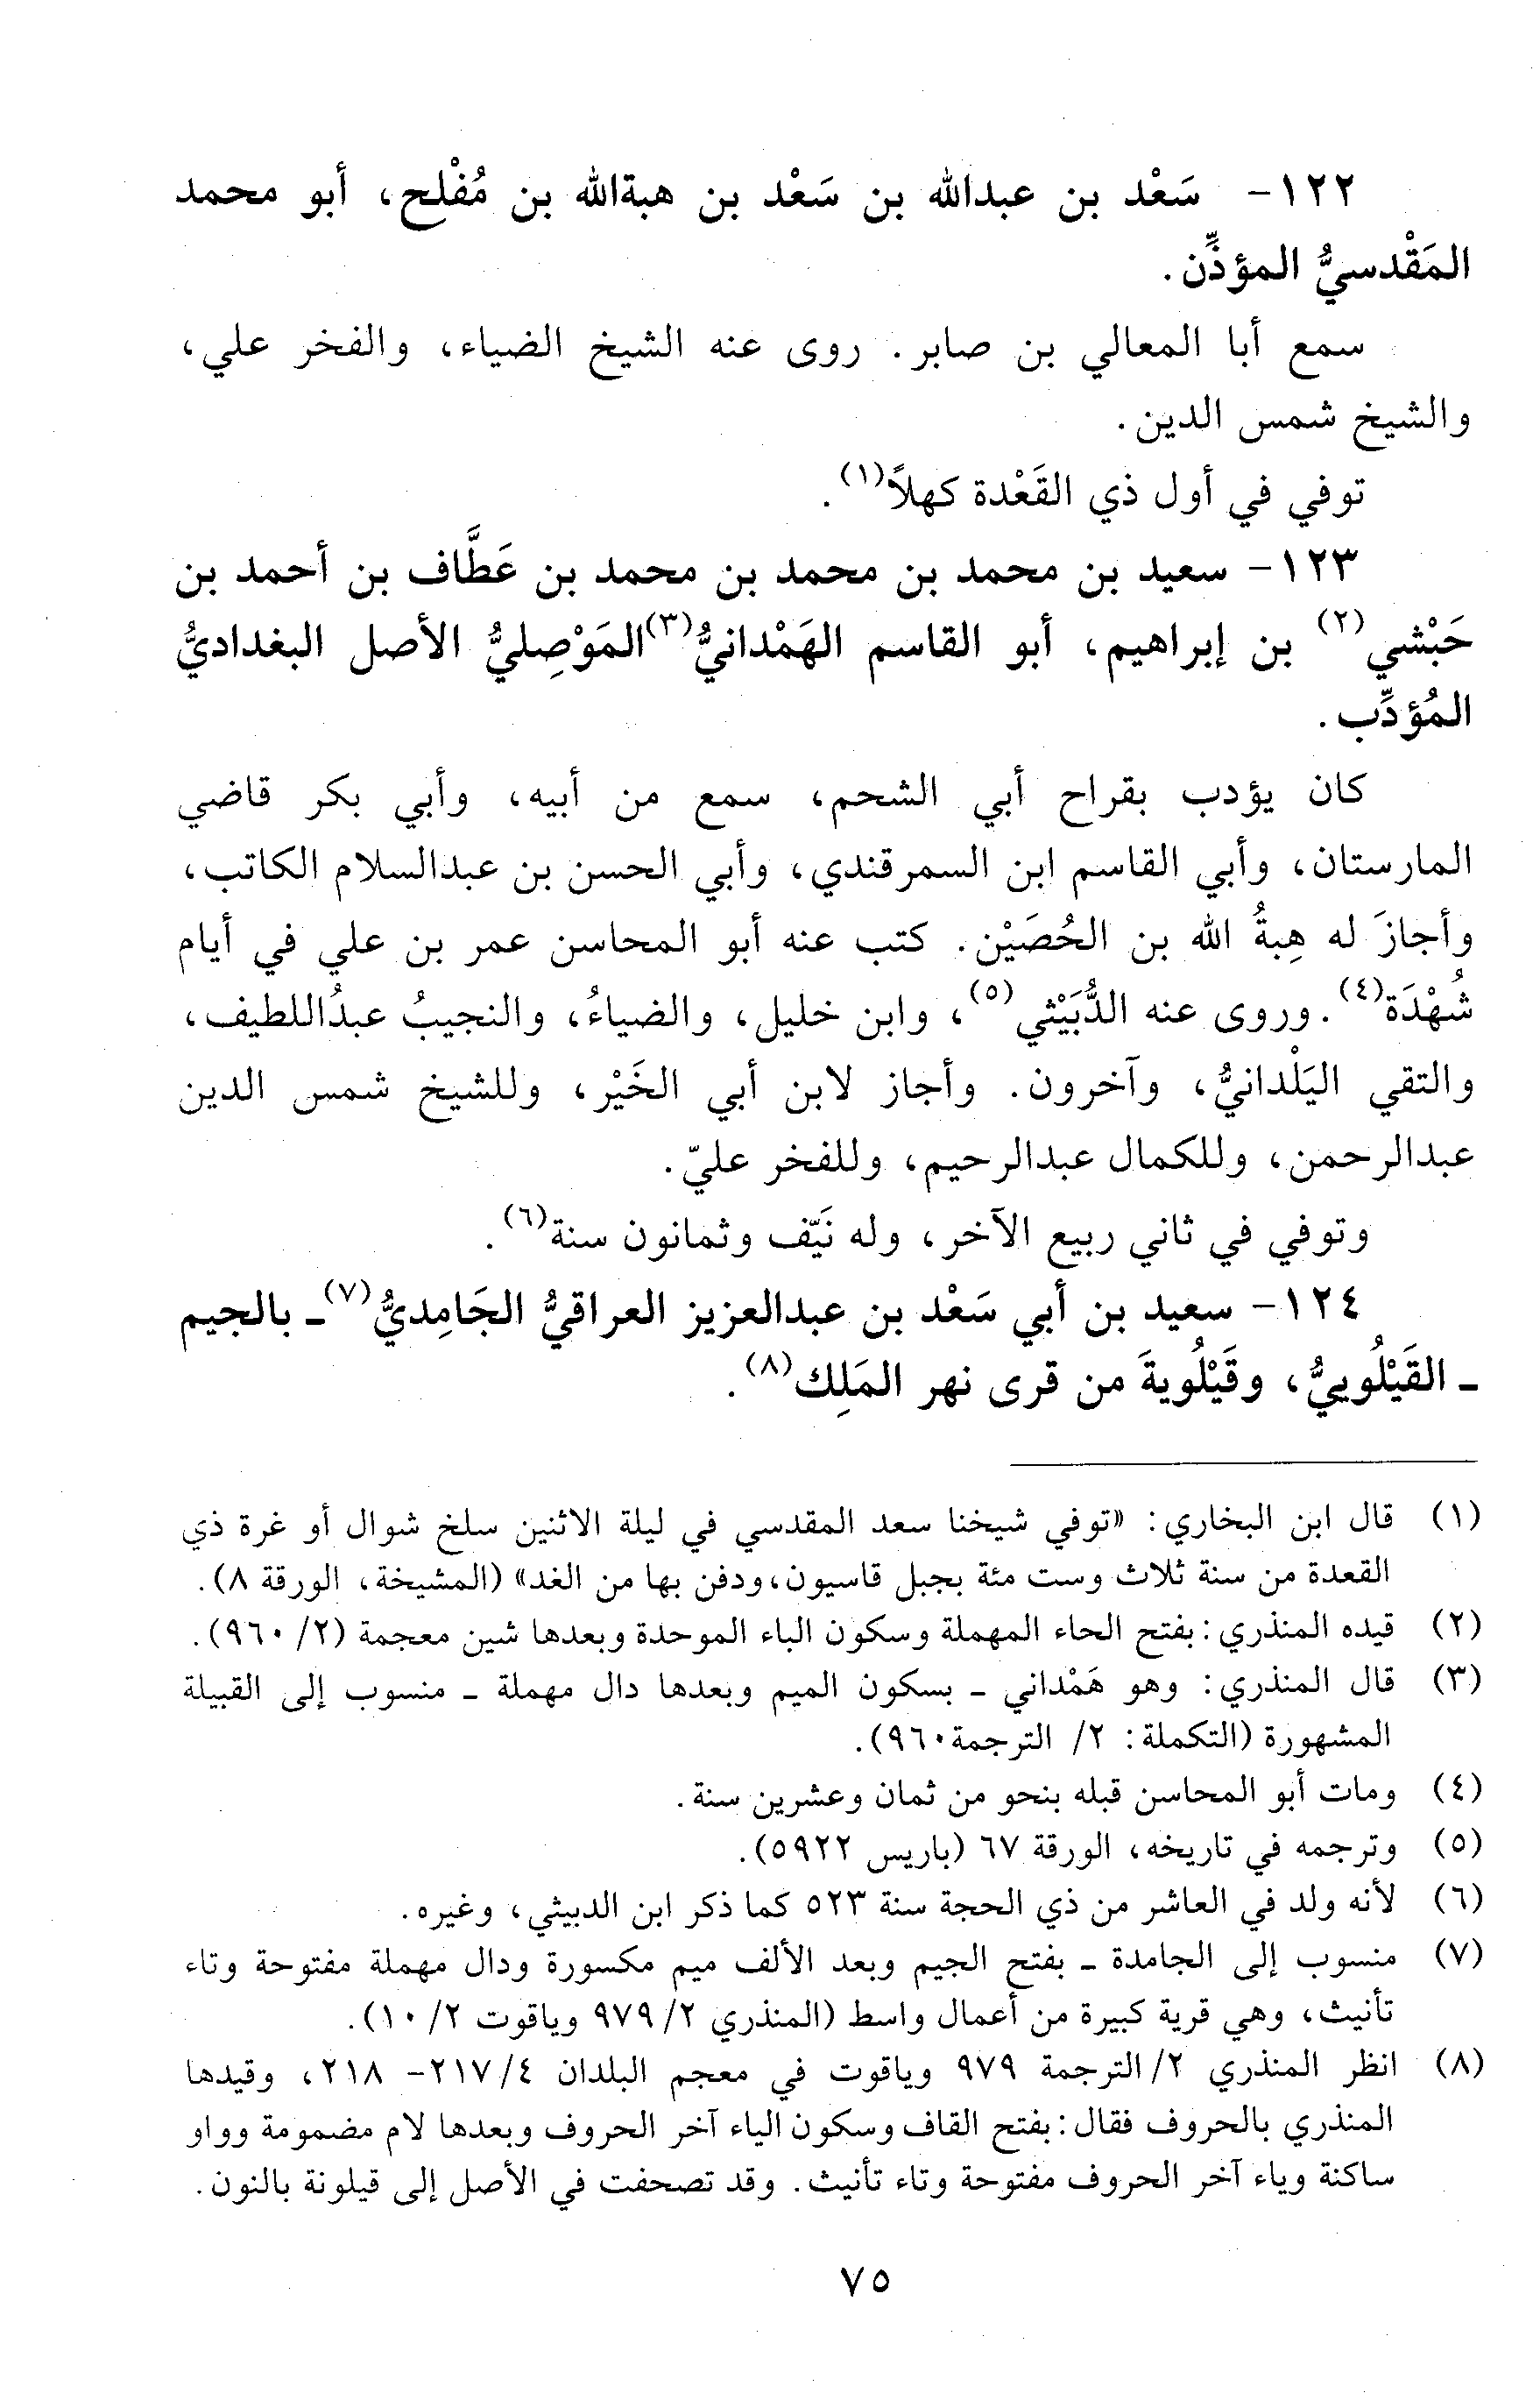 ١٢٢- سَعْد بن عبدالله بن سَعْد بن هبةالله بن مُفْلح، أبو محمد
المَقْدسيُّ المؤذِّن.
سمع أبا المعالي بن صابر. روى عنه الشيخ الضياء، والفخر علي،
والشيخ شمس الدين.
توفي في أول ذي القَعْدة كهلاً(١).
١٢٣- سعيد بن محمد بن محمد بن محمد بن عَطَّاف بن أحمد بن
حَبْشي(٢) بن إبراهيم، أبو القاسم الهَمْدانيُّ(٣)المَوْصِليُّ الأصل البغداديُّ
المُؤدِّب.
كان يؤدب بقراح أبي الشحم، سمع من أبيه، وأبي بكر قاضي
المارستان، وأبي القاسم ابن السمرقندي، وأبي الحسن بن عبدالسلام الكاتب،
وأجازَ له هِبةُ الله بن الحُصَيْن. كتب عنه أبو المحاسن عمر بن علي في أيام
شُهْدَة(٤). وروى عنه الدُّبَيْثي(٥)، وابن خليل، والضياءُ، والنجيبُ عبدُاللطيف،
والتقي اليَلْدانيُّ، وآخرون. وأجاز لابن أبي الخَيْر، وللشيخ شمس الدين
عبدالرحمن، وللكمال عبدالرحيم، وللفخر عليّ.
وتوفي في ثاني ربيع الآخر، وله نَيّف وثمانون سنة(٦).
١٢٤- سعيد بن أبي سَعْد بن عبدالعزيز العراقيُّ الجَامِديُّ(٧)ـ بالجيم
ـ القَيْلُوييُّ، وقَيْلُويةَ من قرى نهر المَلِك(٨).
(١) قال ابن البخاري: «توفي شيخنا سعد المقدسي في ليلة الاثنين سلخ شوال أو غرة ذي
القعدة من سنة ثلاث وست مئة بجبل قاسيون،ودفن بها من الغد» (المشيخة، الورقة ٨).
(٢) قيده المنذري: بفتح الحاء المهملة وسكون الباء الموحدة وبعدها شين معجمة (٢/ ٩٦٠).
(٣) قال المنذري: وهو هَمْداني ـ بسكون الميم وبعدها دال مهملة ـ منسوب إلى القبيلة
المشهورة (التكملة: ٢/ الترجمة٩٦٠).
(٤) ومات أبو المحاسن قبله بنحو من ثمان وعشرين سنة.
(٥) وترجمه في تاريخه، الورقة ٦٧ (باريس ٥٩٢٢).
(٦) لأنه ولد في العاشر من ذي الحجة سنة ٥٢٣ كما ذكر ابن الدبيثي، وغيره.
(٧) منسوب إلى الجامدة ـ بفتح الجيم وبعد الألف ميم مكسورة ودال مهملة مفتوحة وتاء
تأنيث، وهي قرية كبيرة من أعمال واسط (المنذري ٢/ ٩٧٩ وياقوت ٢/ ١٠).
(٨) انظر المنذري ٢/ الترجمة ٩٧٩ وياقوت في معجم البلدان ٤/ ٢١٧- ٢١٨، وقيدها
المنذري بالحروف فقال: بفتح القاف وسكون الياء آخر الحروف وبعدها لام مضمومة وواو
ساكنة وياء آخر الحروف مفتوحة وتاء تأنيث. وقد تصحفت في الأصل إلى قيلونة بالنون.
٧٥